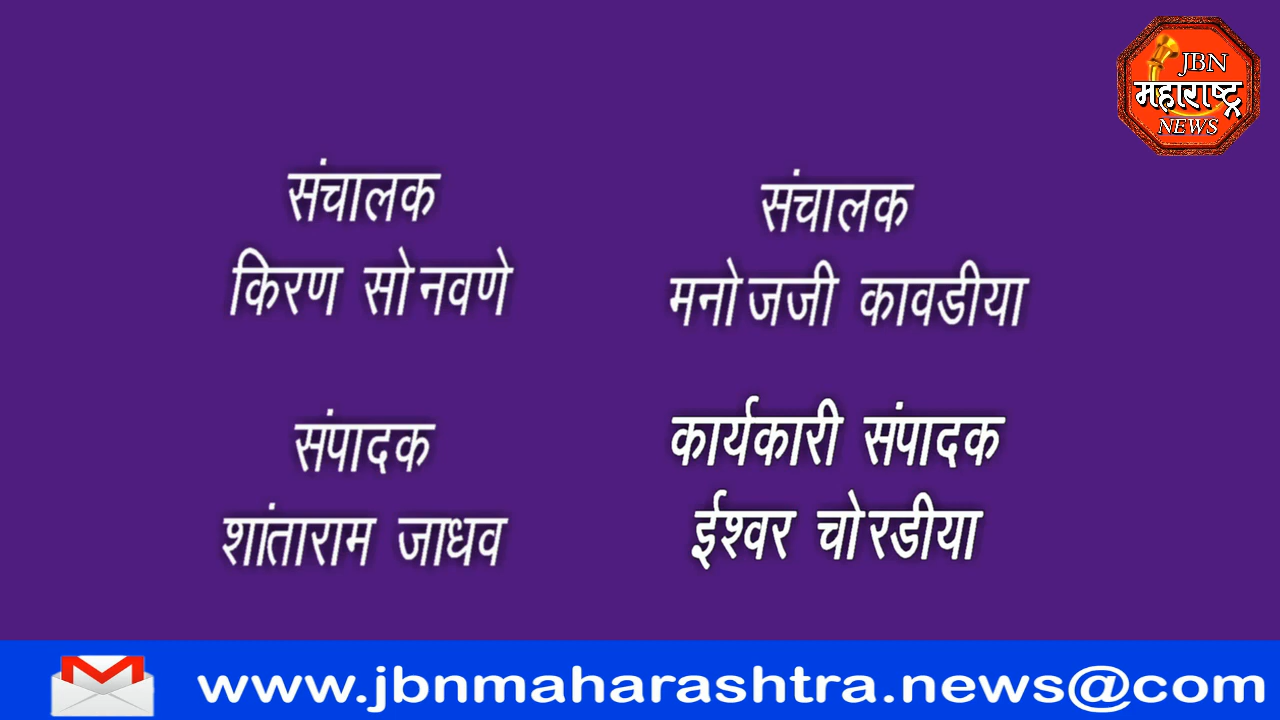 JBN
महाराष्ट्र
NEWS
संचालक
किरण सोनवणे
संचालक
मनोजजी कावडीया
संपादक
शांताराम जाधव
कार्यकारी संपादक
ईश्वर चोरडीया
www.jbnmaharashtra.news@com